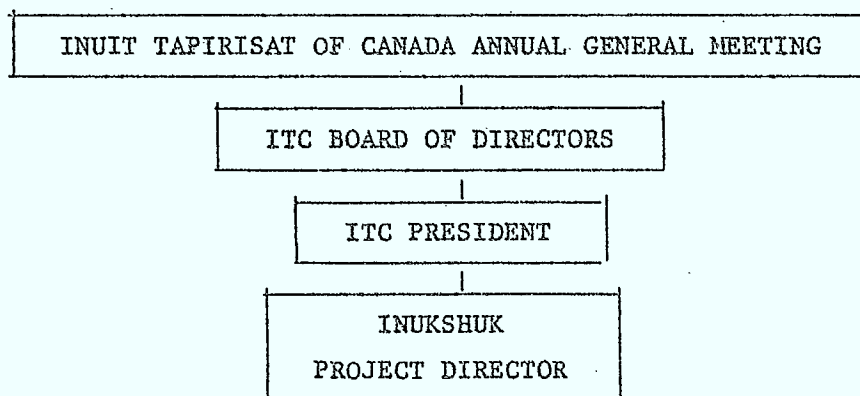 INUIT TAPIRISAT OF CANADA ANNUAL GENERAL MEETING
ITC BOARD OF DIRECTORS
ITC PRESIDENT
INUKSHUK
PROJECT DIRECTOR